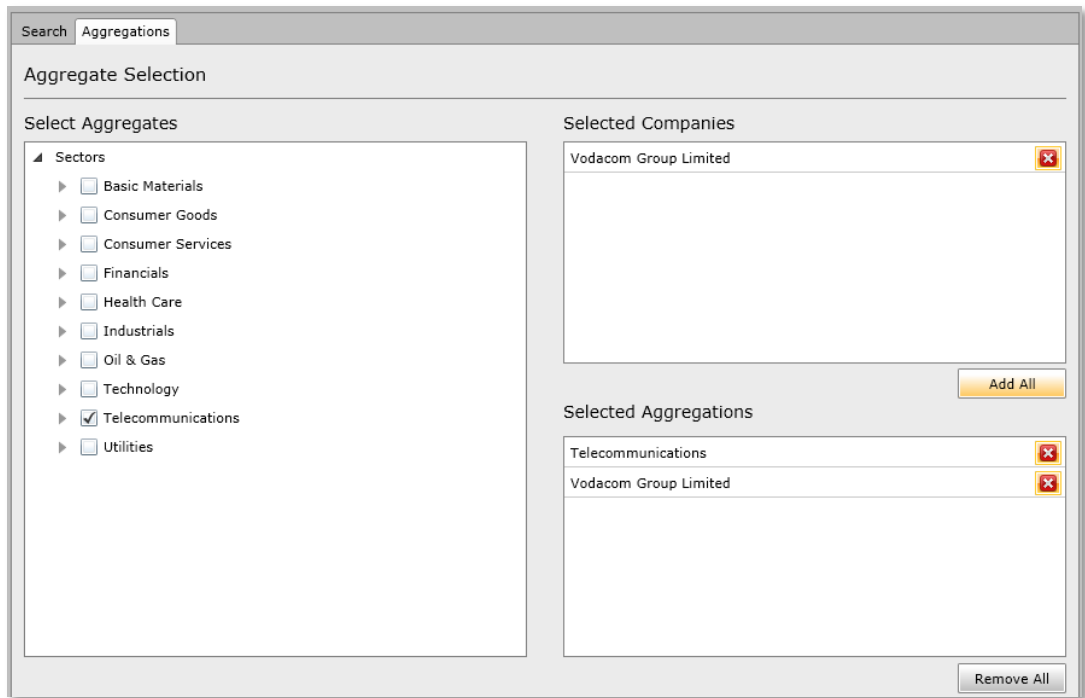 Search Aggregations
Aggregate Selection
Select Aggregates
Sectors
Basic Materials
Consumer Goods
Consumer Services
Financials
Health Care
Industrials
Oil & Gas
Technology
Telecommunications
Utilities
Selected Companies
Vodacom Group Limited
Add All
Selected Aggregations
Telecommunications
Vodacom Group Limited
Remove All